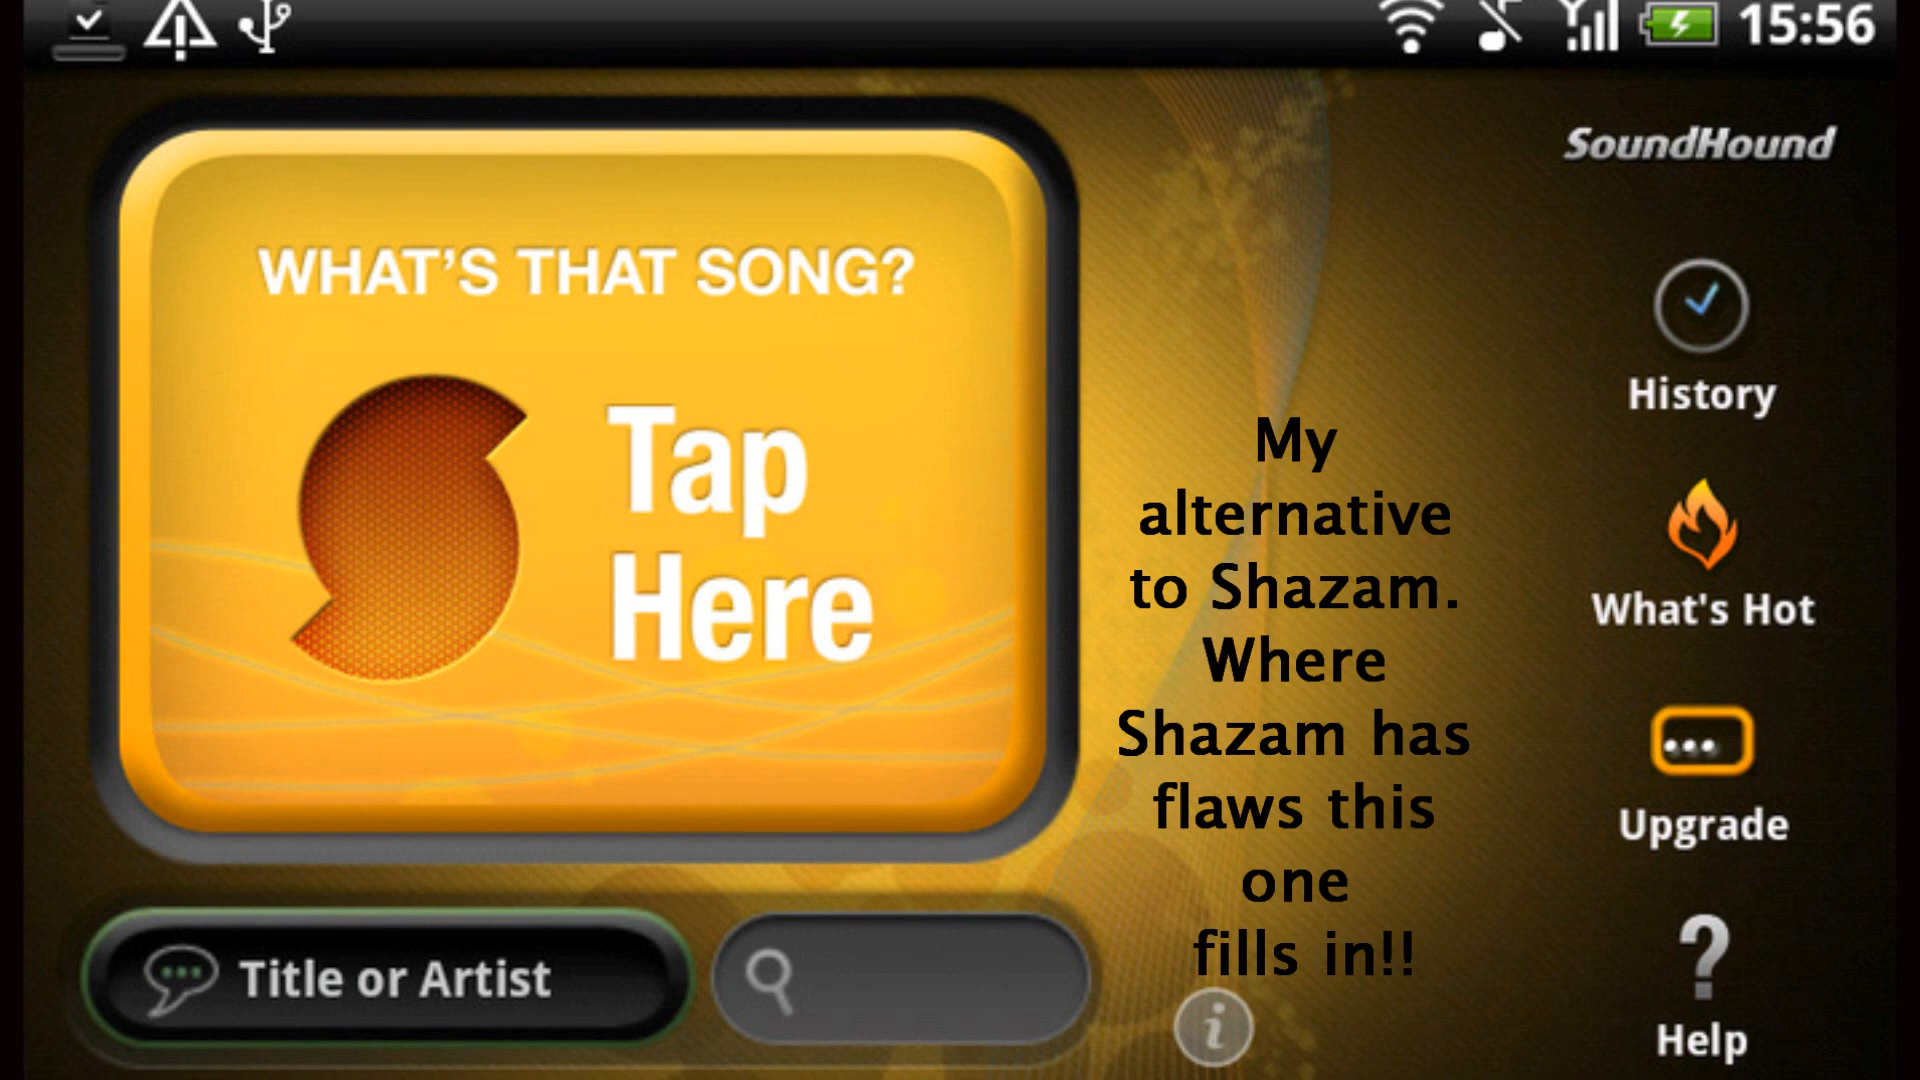 15:56
SoundHound
WHAT'S THAT SONG?
Tap
Here
My
alternative
to Shazam.
Where
Shazam has
flaws this
one
fills in!!
History
What's Hot
Upgrade
Help
Title or Artist
i